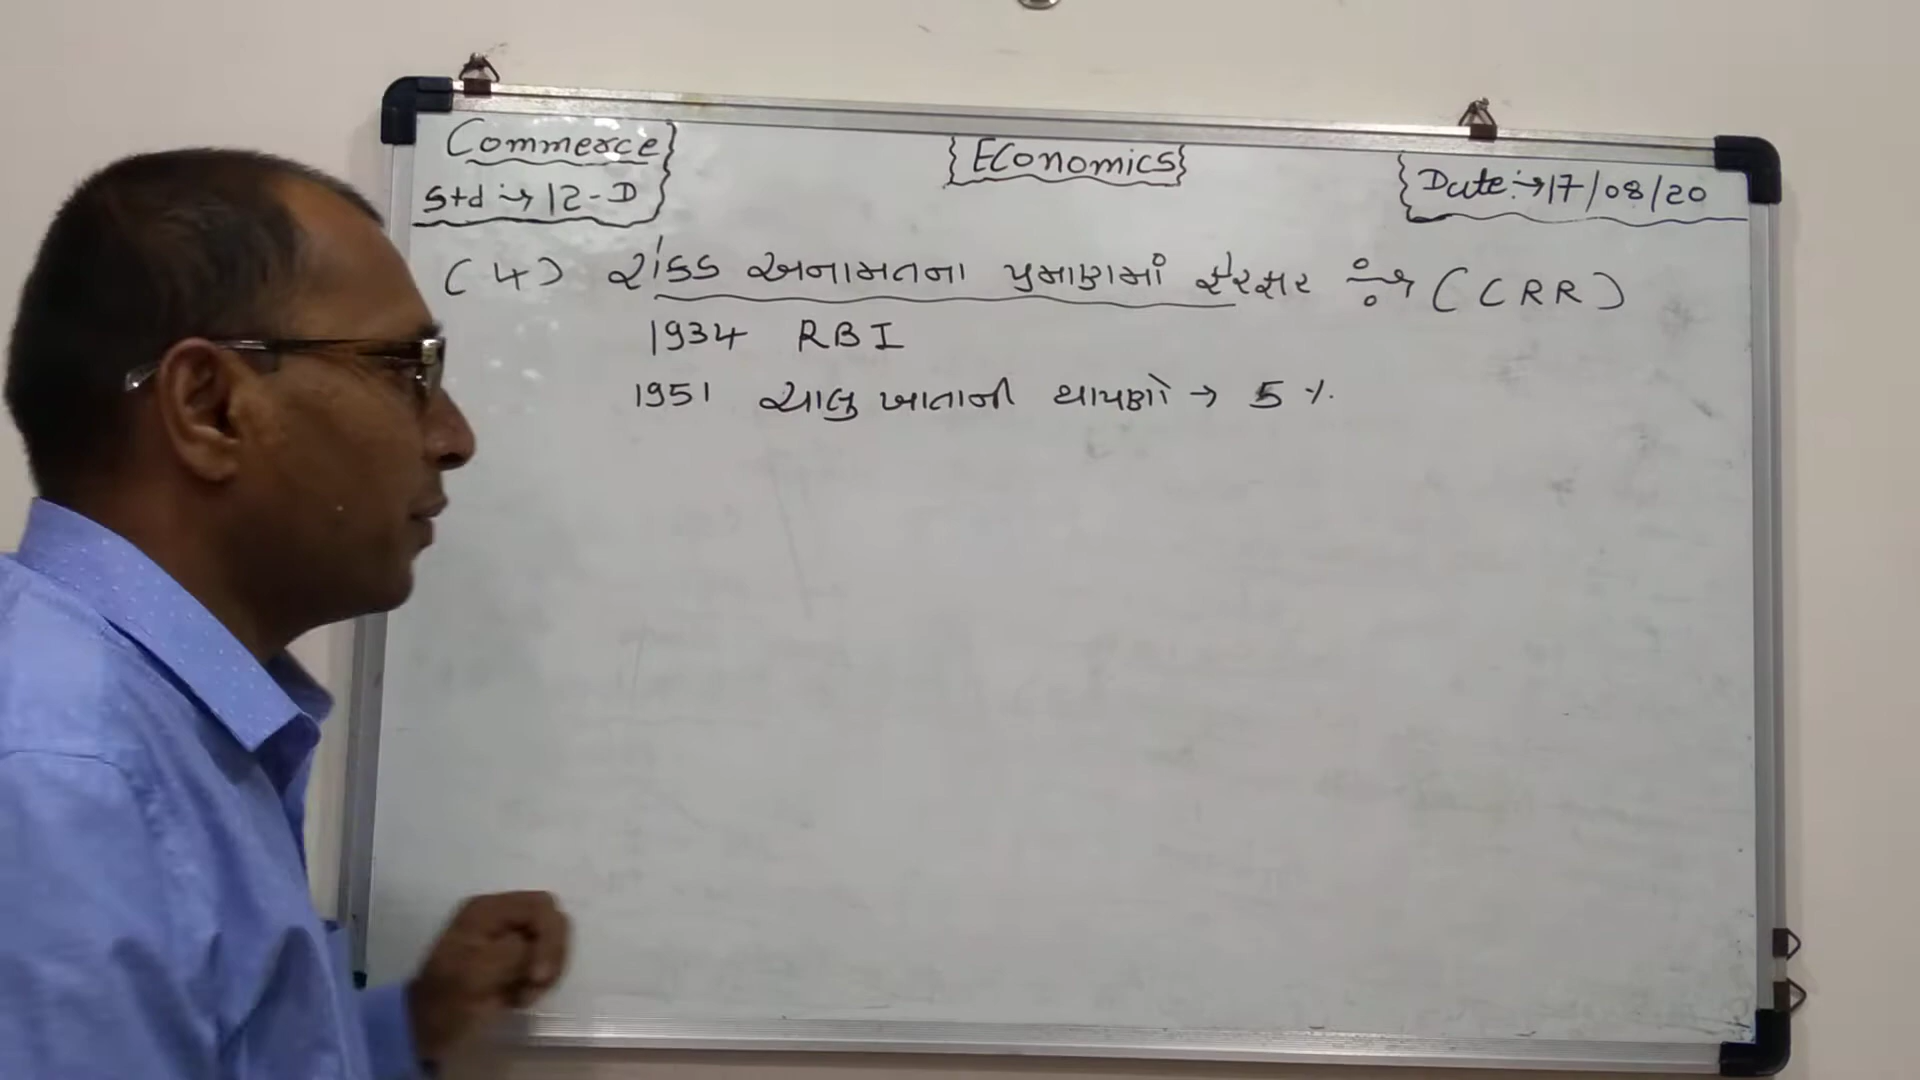 Commerce
Std :→ 12-D
Economics
Date:→17/08/20
(4) રોકડ અનામતના પ્રમાણમાં ફેરફાર ÷→ (CRR)
1934 RBI
1951 ચાલુ ખાતાની થાપણો → 5 %.